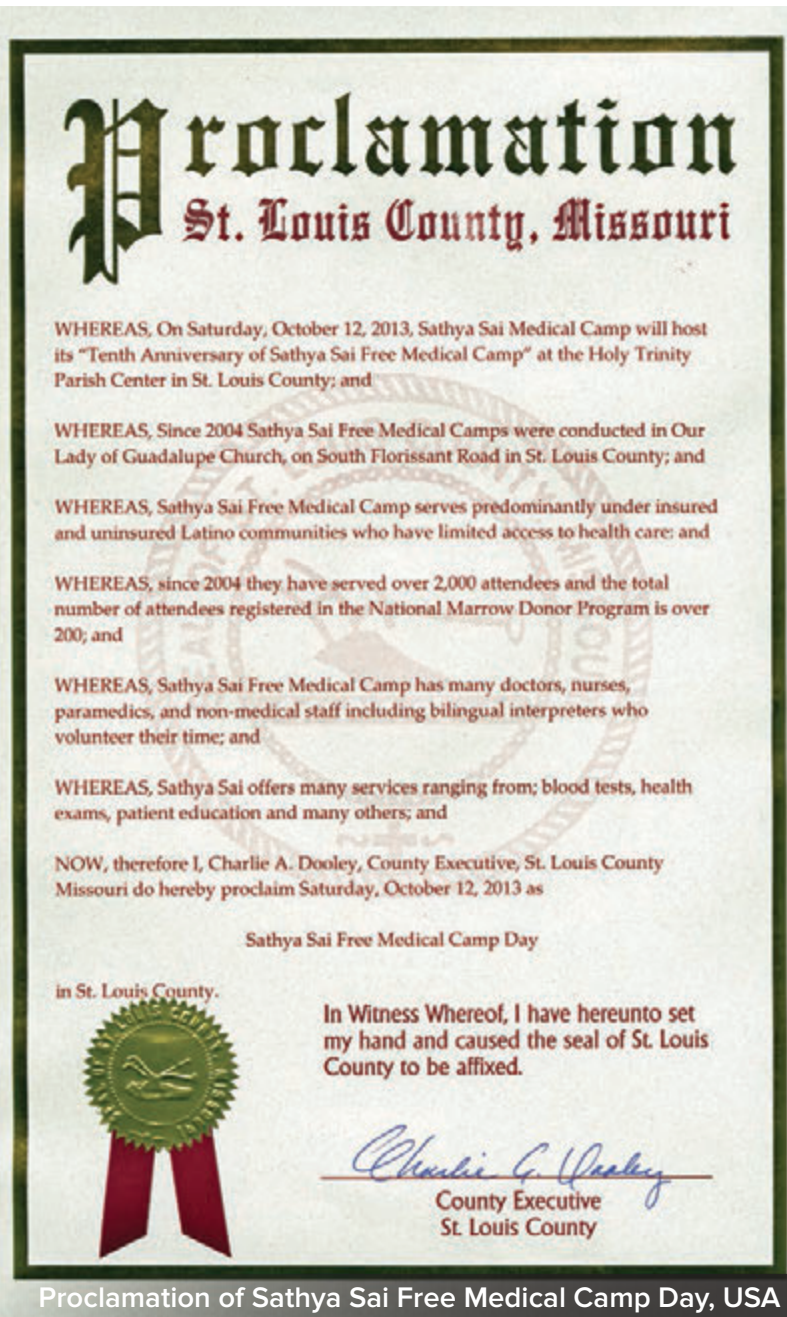 Proclamation
St. Louis County, Missouri
WHEREAS, On Saturday, October 12, 2013, Sathya Sai Medical Camp will host
its "Tenth Anniversary of Sathya Sai Free Medical Camp" at the Holy Trinity
Parish Center in St. Louis County; and
WHEREAS, Since 2004 Sathya Sai Free Medical Camps were conducted in Our
Lady of Guadalupe Church, on South Florissant Road in St. Louis County; and
WHEREAS, Sathya Sai Free Medical Camp serves predominantly under insured
and uninsured Latino communities who have limited access to health care: and
WHEREAS, since 2004 they have served over 2,000 attendees and the total
number of attendees registered in the National Marrow Donor Program is over
200; and
WHEREAS, Sathya Sai Free Medical Camp has many doctors, nurses,
paramedics, and non-medical staff including bilingual interpreters who
volunteer their time; and
WHEREAS, Sathya Sai offers many services ranging from; blood tests, health
exams, patient education and many others; and
NOW, therefore I, Charlie A. Dooley, County Executive, St. Louis County
Missouri do hereby proclaim Saturday, October 12, 2013 as
Sathya Sai Free Medical Camp Day
in St. Louis County.
In Witness Whereof, I have hereunto set
my hand and caused the seal of St. Louis
County to be affixed.
Charlie A. Dooley
County Executive
St. Louis County
Proclamation of Sathya Sai Free Medical Camp Day, USA